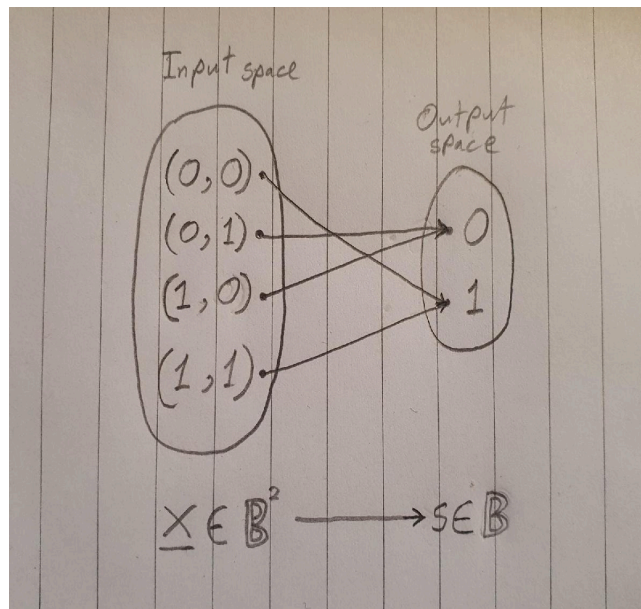 Input space
Output
space
(0,0)
(0,1)
(1,0)
(1,1)
0
1
X ∈ 𝔹² ⟶ s ∈ 𝔹